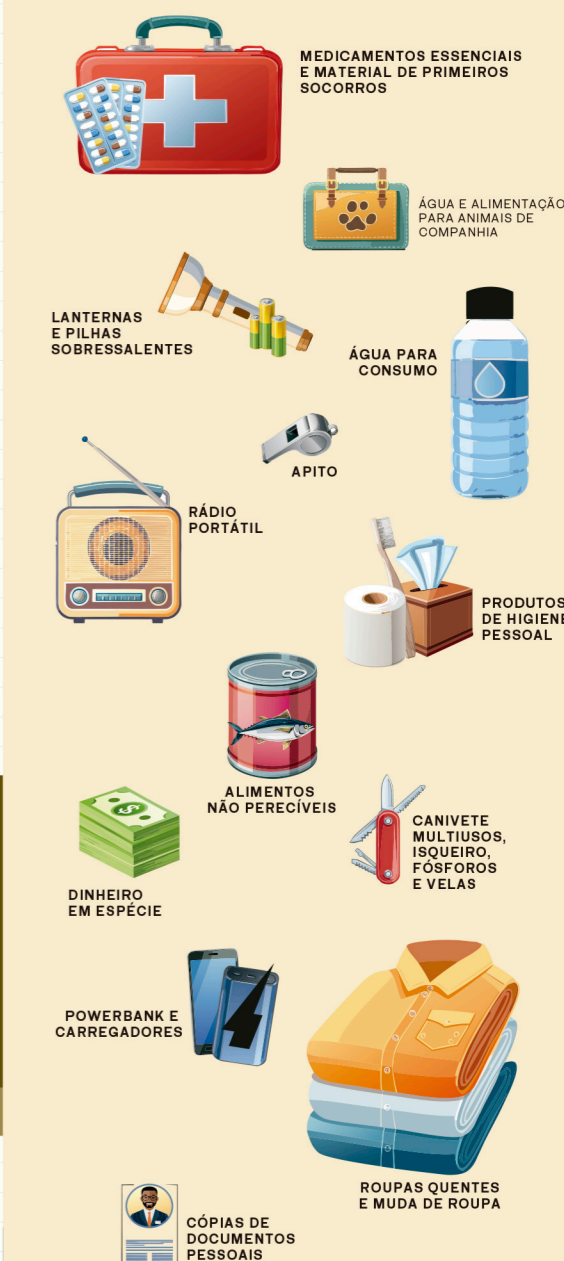 MEDICAMENTOS ESSENCIAIS
E MATERIAL DE PRIMEIROS
SOCORROS
ÁGUA E ALIMENTAÇÃO
PARA ANIMAIS DE
COMPANHIA
LANTERNAS
E PILHAS
SOBRESSALENTES
ÁGUA PARA
CONSUMO
APITO
RÁDIO
PORTÁTIL
PRODUTOS
DE HIGIENE
PESSOAL
ALIMENTOS
NÃO PERECÍVEIS
CANIVETE
MULTIUSOS,
ISQUEIRO,
FÓSFOROS
E VELAS
DINHEIRO
EM ESPÉCIE
POWERBANK E
CARREGADORES
ROUPAS QUENTES
E MUDA DE ROUPA
CÓPIAS DE
DOCUMENTOS
PESSOAIS